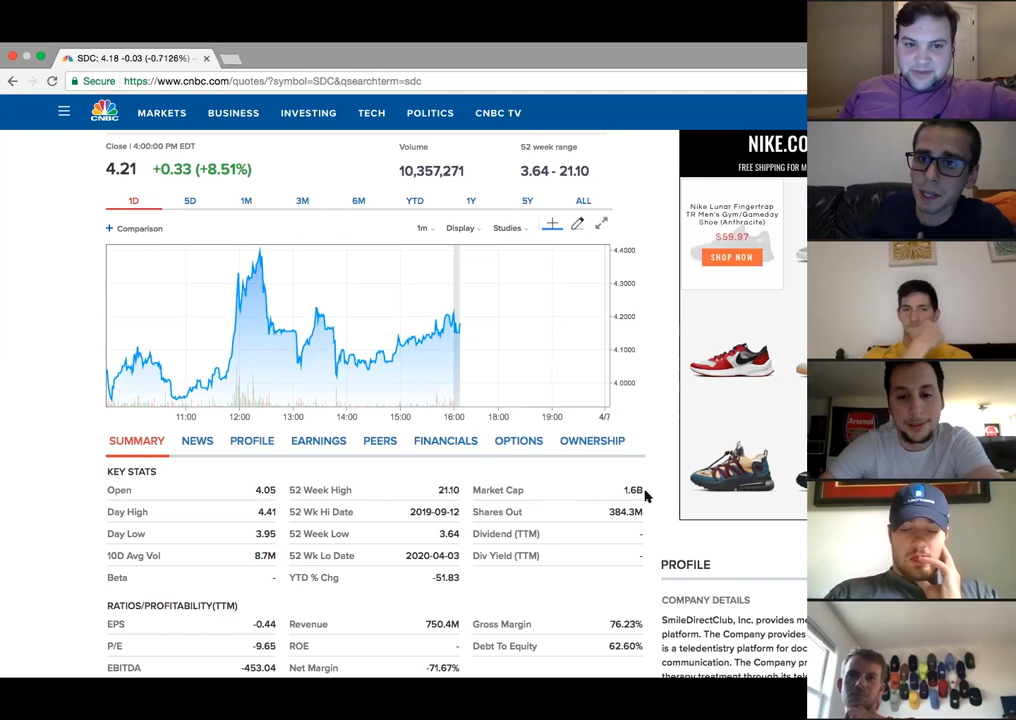 SDC: 4.18 -0.03 (-0.7126%) -
Secure https://www.cnbc.com/quotes/?symbol=SDC&qsearchterm=sdc
CNBC MARKETS BUSINESS INVESTING TECH POLITICS CNBC TV
Close | 4:00:00 PM EDT Volume 52 week range
4.21 +0.33 (+8.51%) 10,357,271 3.64 - 21.10
1D 5D 1M 3M 6M YTD 1Y 5Y ALL
+ Comparison 1m Display Studies
4.4000
4.3000
4.2000
4.1000
4.0000
11:00 12:00 13:00 14:00 15:00 16:00 18:00 19:00 4/7
SUMMARY NEWS PROFILE EARNINGS PEERS FINANCIALS OPTIONS OWNERSHIP
KEY STATS
Open 4.05 52 Week High 21.10 Market Cap 1.6B
Day High 4.41 52 Wk Hi Date 2019-09-12 Shares Out 384.3M
Day Low 3.95 52 Week Low 3.64 Dividend (TTM) -
10D Avg Vol 8.7M 52 Wk Lo Date 2020-04-03 Div Yield (TTM) -
Beta - YTD % Chg -51.83
RATIOS/PROFITABILITY(TTM)
EPS -0.44 Revenue 750.4M Gross Margin 76.23%
P/E -9.65 ROE - Debt To Equity 62.60%
EBITDA -453.04 Net Margin -71.67%
NIKE.CO
FREE SHIPPING FOR M
Nike Lunar Fingertrap
TR Men's Gym/Gameday
Shoe (Anthracite)
$59.97
SHOP NOW
PROFILE
COMPANY DETAILS
SmileDirectClub, Inc. provides me
platform. The Company provides
is a teledentistry platform for doc
communication. The Company pr
therapy treatment through its tele
Arsenal